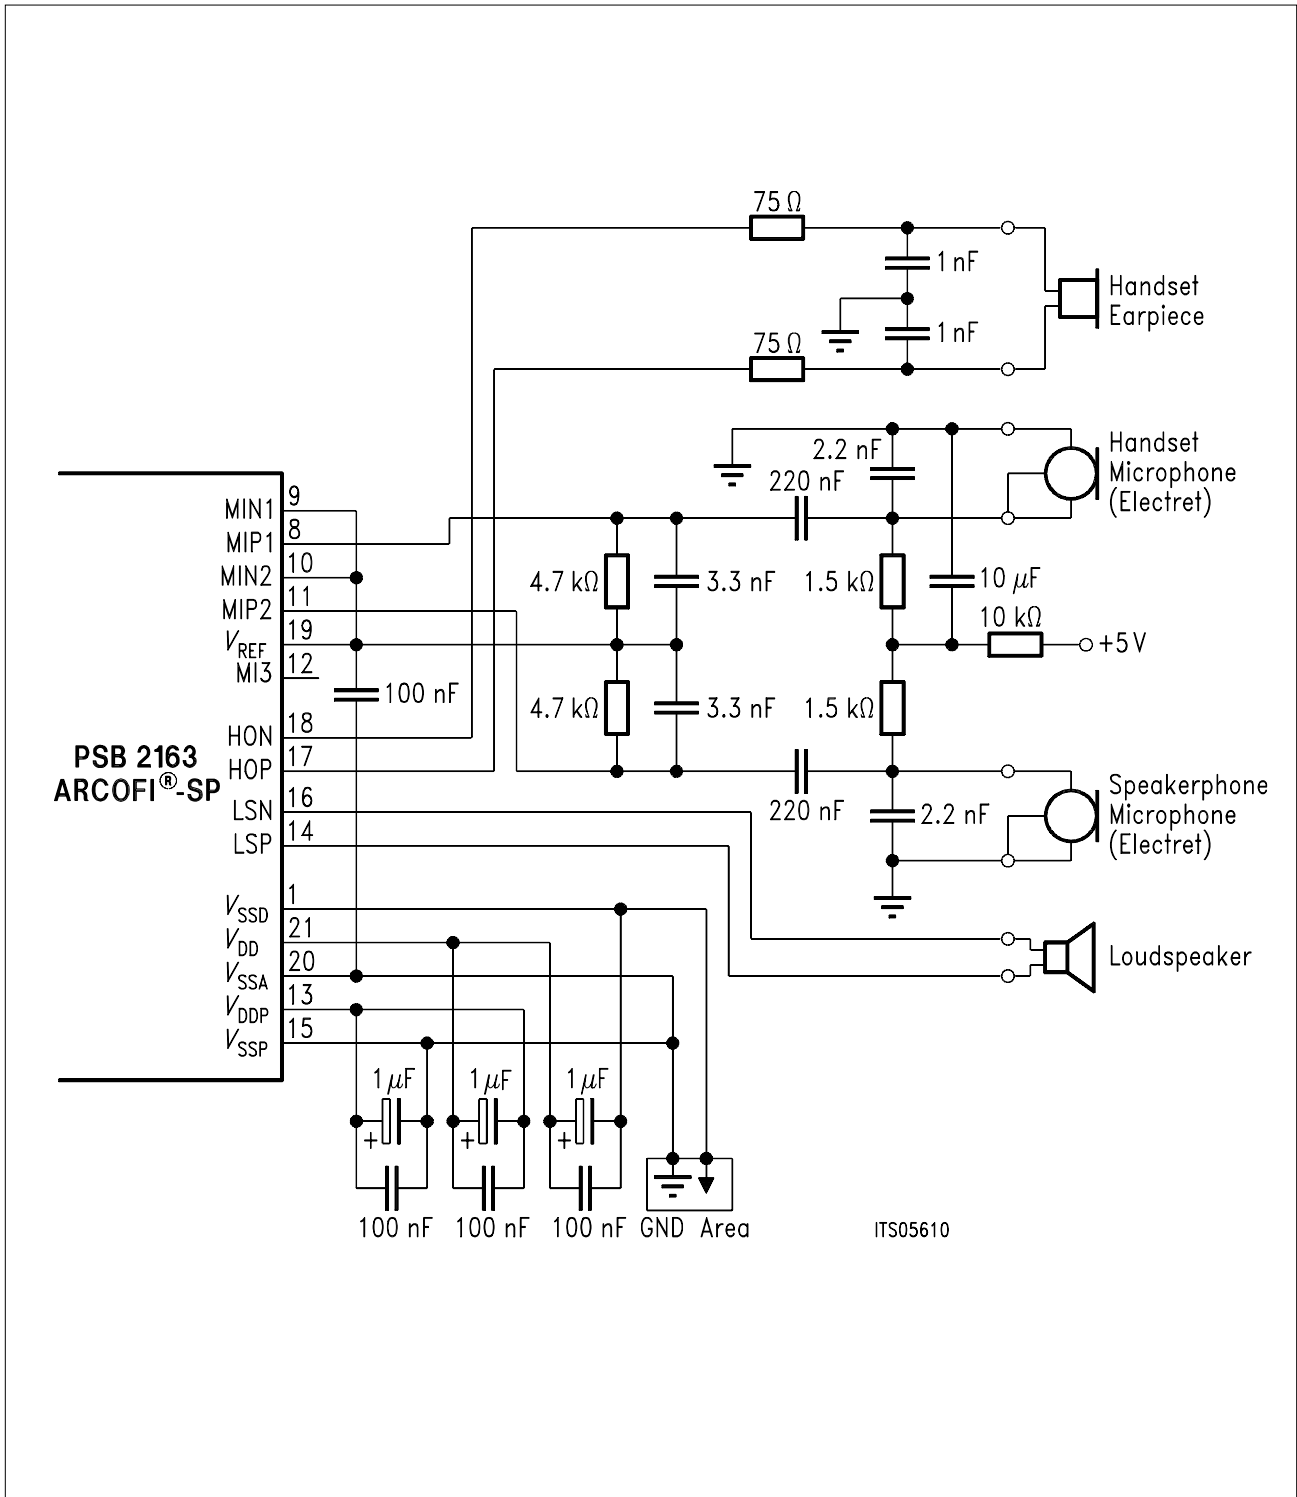 75 Ω
1 nF
Handset
Earpiece
1 nF
75 Ω
2.2 nF
Handset
Microphone
(Electret)
220 nF
MIN1 9
MIP1 8
MIN2 10
MIP2 11
VREF 19
MI3 12
4.7 kΩ
3.3 nF
1.5 kΩ
10 µF
10 kΩ
+5 V
100 nF
4.7 kΩ
3.3 nF
1.5 kΩ
HON 18
HOP 17
PSB 2163
ARCOFI®-SP
LSN 16
LSP 14
220 nF
2.2 nF
Speakerphone
Microphone
(Electret)
VSSD 1
VDD 21
VSSA 20
VDDP 13
VSSP 15
Loudspeaker
1 µF 1 µF 1 µF
+ + +
100 nF 100 nF 100 nF GND Area
ITS05610